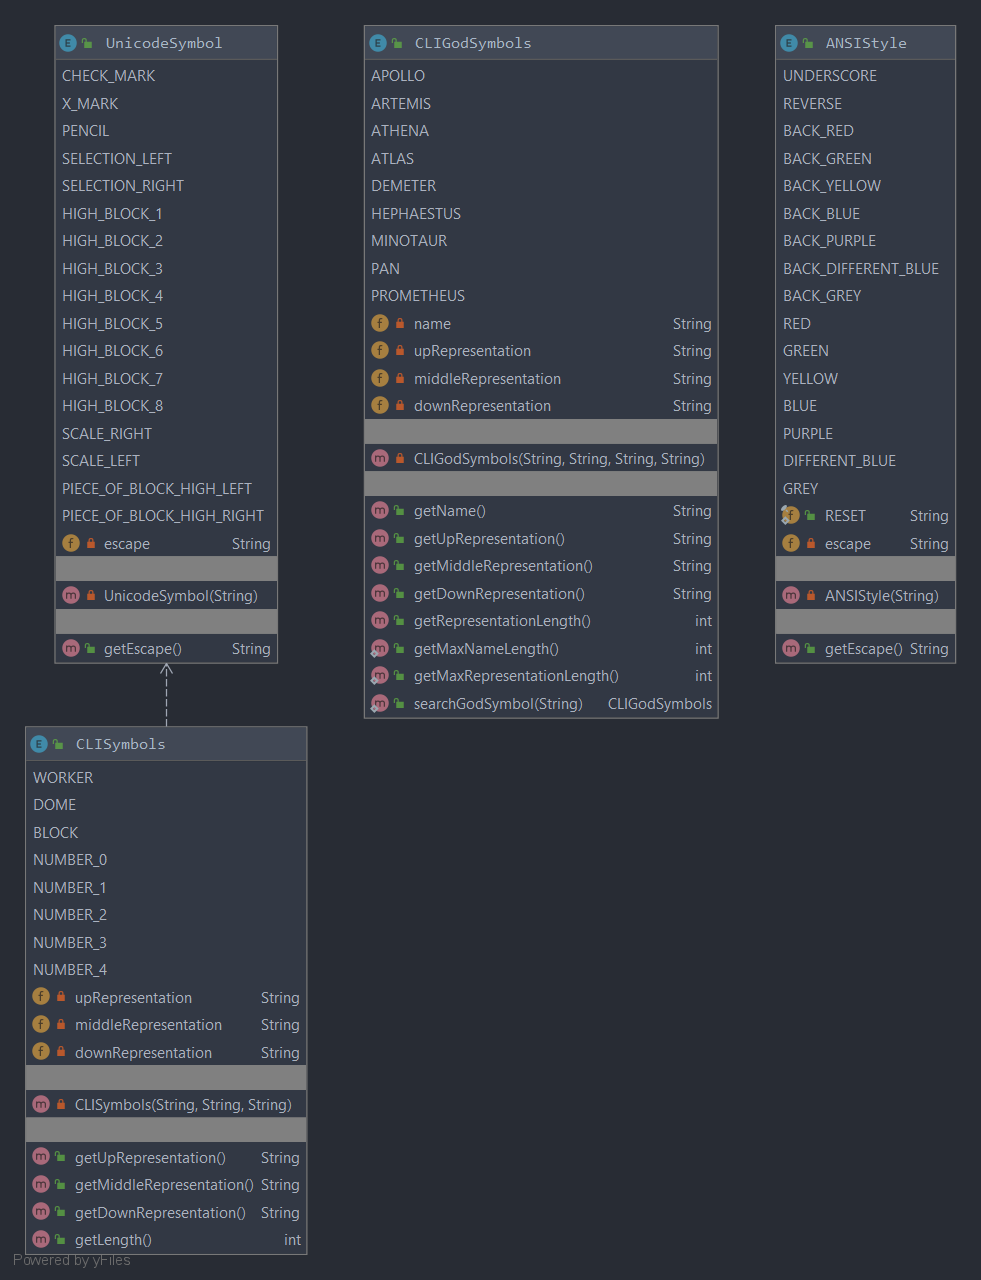 UnicodeSymbol
CHECK_MARK
X_MARK
PENCIL
SELECTION_LEFT
SELECTION_RIGHT
HIGH_BLOCK_1
HIGH_BLOCK_2
HIGH_BLOCK_3
HIGH_BLOCK_4
HIGH_BLOCK_5
HIGH_BLOCK_6
HIGH_BLOCK_7
HIGH_BLOCK_8
SCALE_RIGHT
SCALE_LEFT
PIECE_OF_BLOCK_HIGH_LEFT
PIECE_OF_BLOCK_HIGH_RIGHT
escape String
UnicodeSymbol(String)
getEscape() String
CLIGodSymbols
APOLLO
ARTEMIS
ATHENA
ATLAS
DEMETER
HEPHAESTUS
MINOTAUR
PAN
PROMETHEUS
name String
upRepresentation String
middleRepresentation String
downRepresentation String
CLIGodSymbols(String, String, String, String)
getName() String
getUpRepresentation() String
getMiddleRepresentation() String
getDownRepresentation() String
getRepresentationLength() int
getMaxNameLength() int
getMaxRepresentationLength() int
searchGodSymbol(String) CLIGodSymbols
ANSIStyle
UNDERSCORE
REVERSE
BACK_RED
BACK_GREEN
BACK_YELLOW
BACK_BLUE
BACK_PURPLE
BACK_DIFFERENT_BLUE
BACK_GREY
RED
GREEN
YELLOW
BLUE
PURPLE
DIFFERENT_BLUE
GREY
RESET String
escape String
ANSIStyle(String)
getEscape() String
CLISymbols
WORKER
DOME
BLOCK
NUMBER_0
NUMBER_1
NUMBER_2
NUMBER_3
NUMBER_4
upRepresentation String
middleRepresentation String
downRepresentation String
CLISymbols(String, String, String)
getUpRepresentation() String
getMiddleRepresentation() String
getDownRepresentation() String
getLength() int
Powered by yFiles